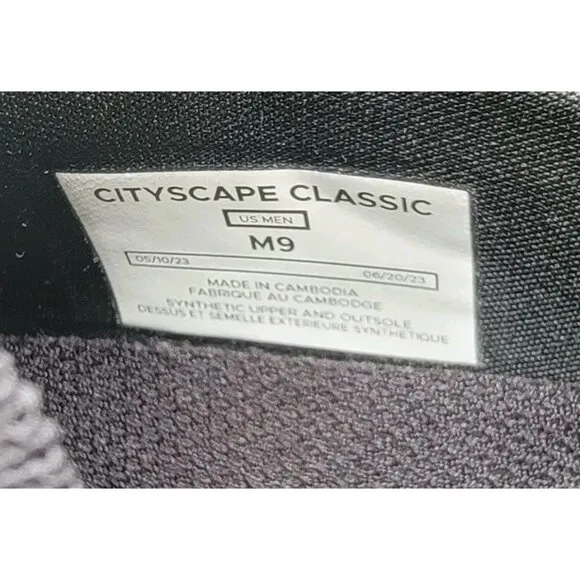 CITYSCAPE CLASSIC
US MEN
M9
05/10/23 06/20/23
MADE IN CAMBODIA
FABRIQUE AU CAMBODGE
SYNTHETIC UPPER AND OUTSOLE
DESSUS ET SEMELLE EXTERIEURE SYNTHETIQUE